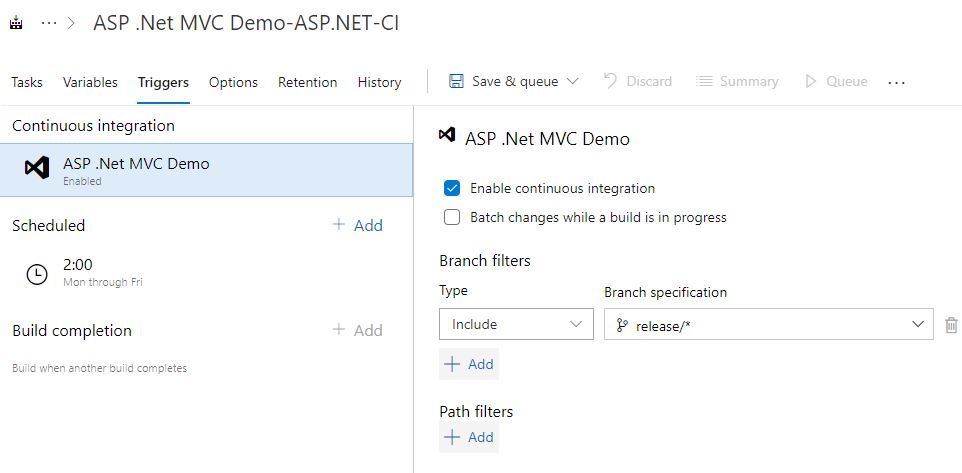 ASP .Net MVC Demo-ASP.NET-CI
Tasks Variables Triggers Options Retention History Save & queue Discard Summary Queue ...
Continuous integration
ASP .Net MVC Demo
Enabled
Scheduled + Add
2:00
Mon through Fri
Build completion + Add
Build when another build completes
ASP .Net MVC Demo
Enable continuous integration
Batch changes while a build is in progress
Branch filters
Type Branch specification
Include release/*
+ Add
Path filters
+ Add